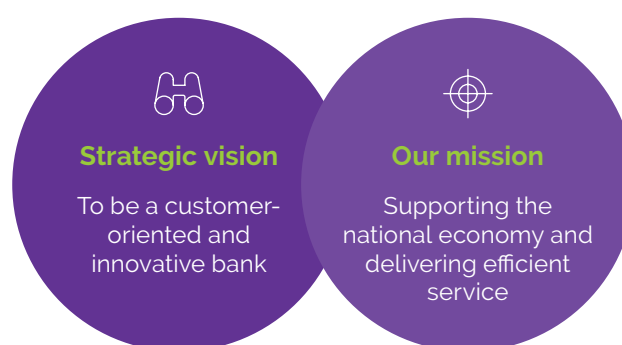 Strategic vision
To be a customer-
oriented and
innovative bank
Our mission
Supporting the
national economy and
delivering efficient
service